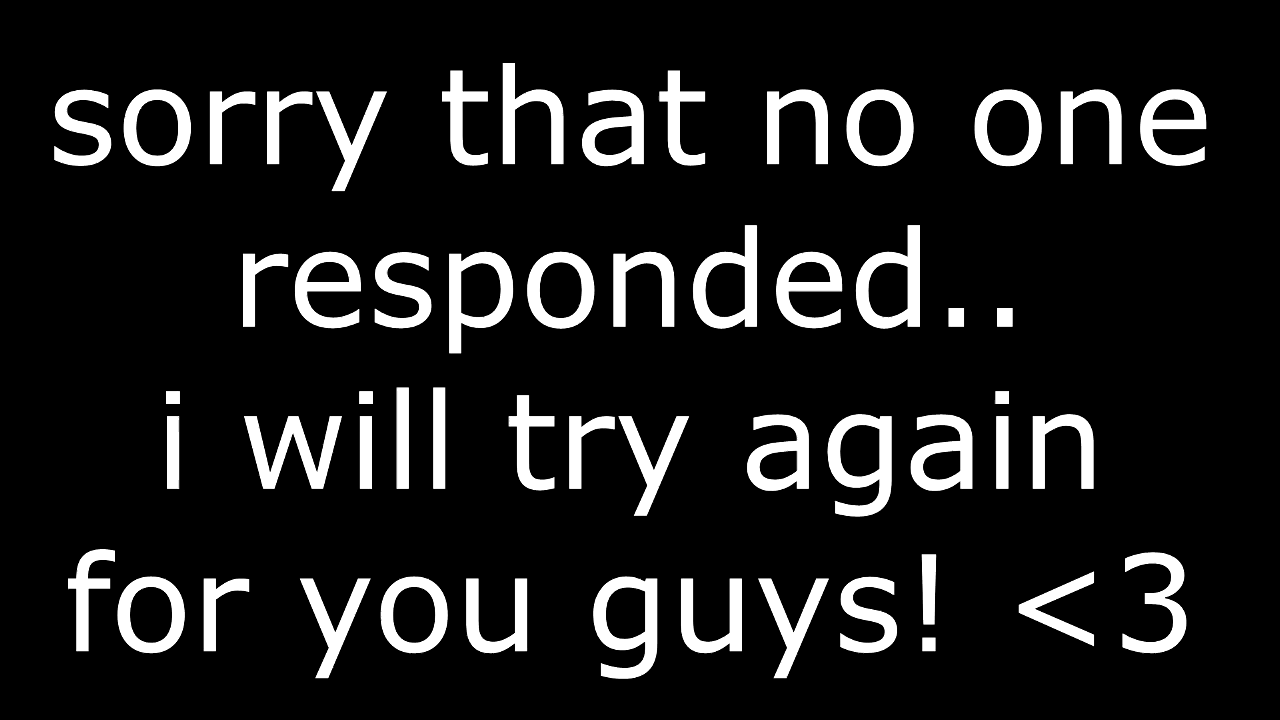 sorry that no one
responded..
i will try again
for you guys! <3